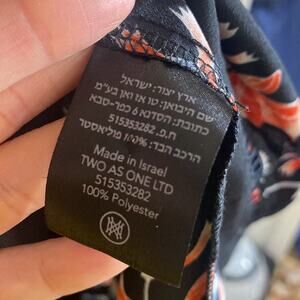 ארץ יצור: ישראל
שם היבואן: טו אז וואן בע"מ
כתובת: הסדנא 6 כפר-סבא
ח.פ. 515353282
הרכב הבד: 100% פוליאסטר
Made in Israel
TWO AS ONE LTD
515353282
100% Polyester